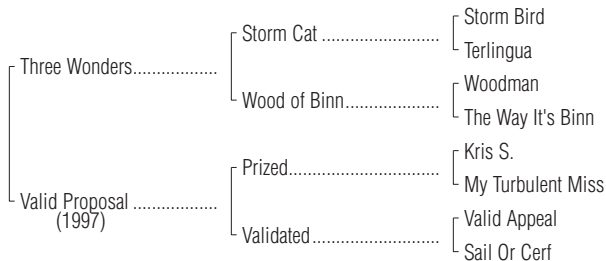 Storm Bird
Storm Cat ........................
Terlingua
Three Wonders.................
Woodman
Wood of Binn...................
The Way It's Binn
Kris S.
Prized...............................
My Turbulent Miss
Valid Proposal .................
(1997)
Valid Appeal
Validated..........................
Sail Or Cerf